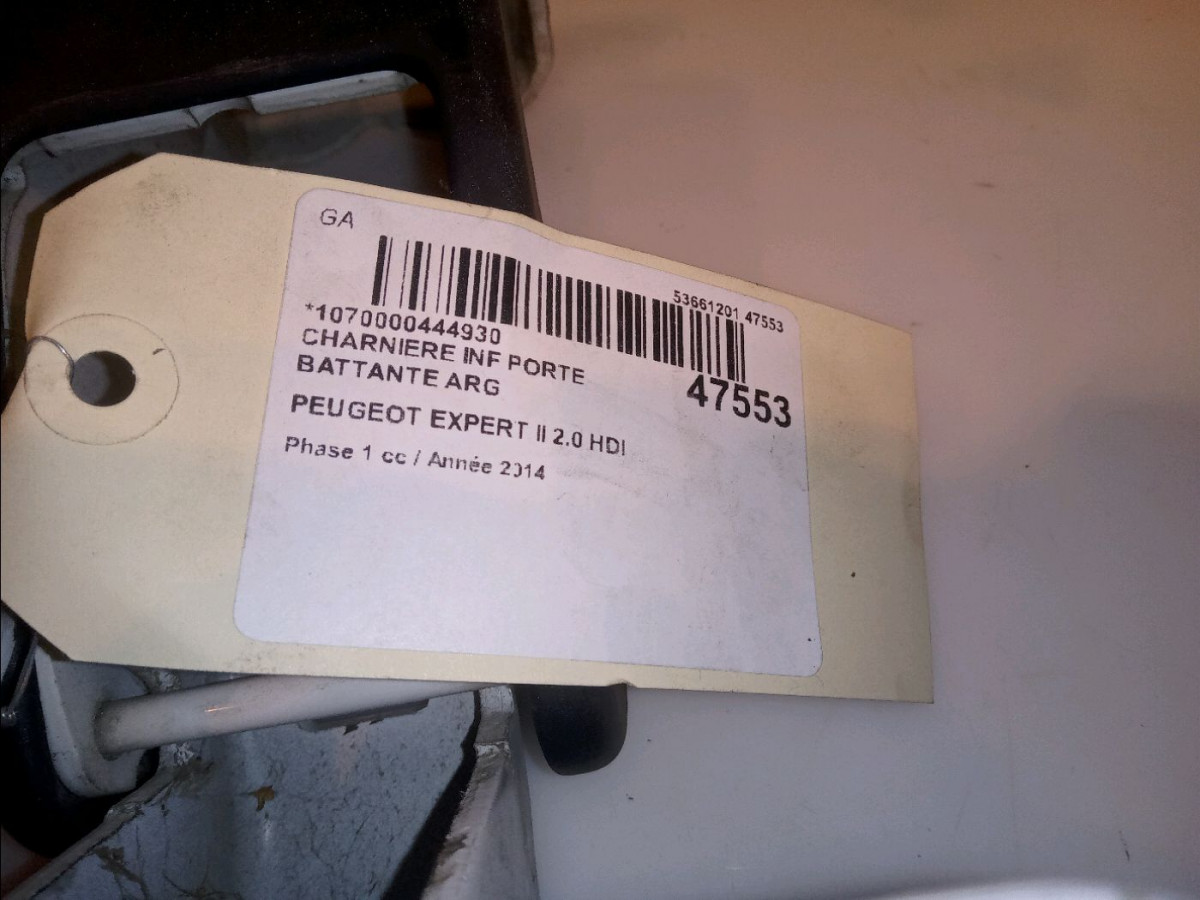 GA
53661201 47553
*1070000444930
CHARNIERE INF PORTE
BATTANTE ARG
47553
PEUGEOT EXPERT II 2.0 HDI
Phase 1 cc / Année 2014